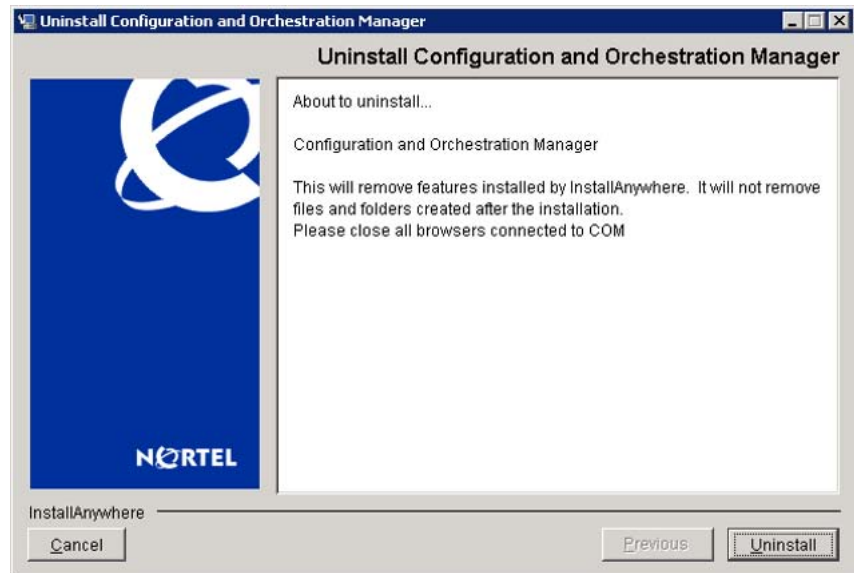 Uninstall Configuration and Orchestration Manager
Uninstall Configuration and Orchestration Manager
About to uninstall...
Configuration and Orchestration Manager
This will remove features installed by InstallAnywhere. It will not remove
files and folders created after the installation.
Please close all browsers connected to COM
NORTEL
InstallAnywhere
Cancel
Previous
Uninstall